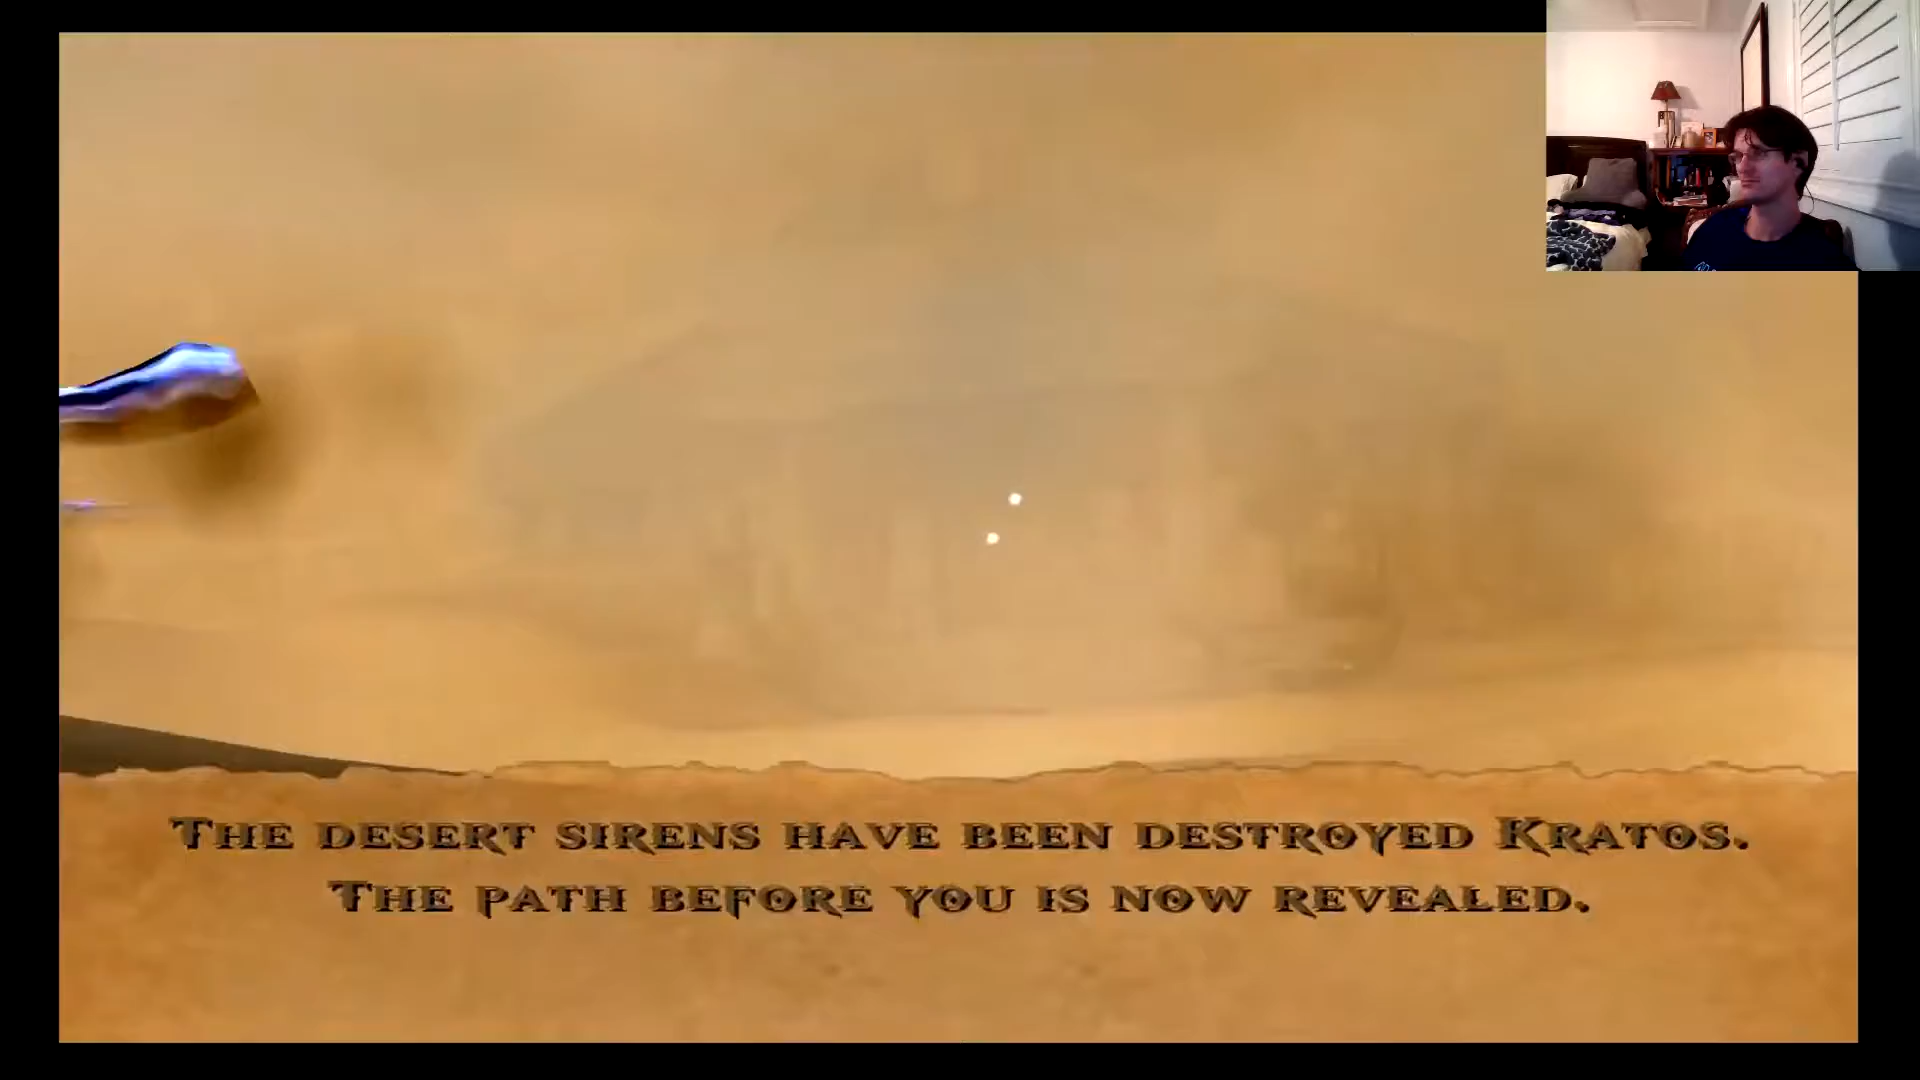 The desert sirens have been destroyed Kratos.
The path before you is now revealed.